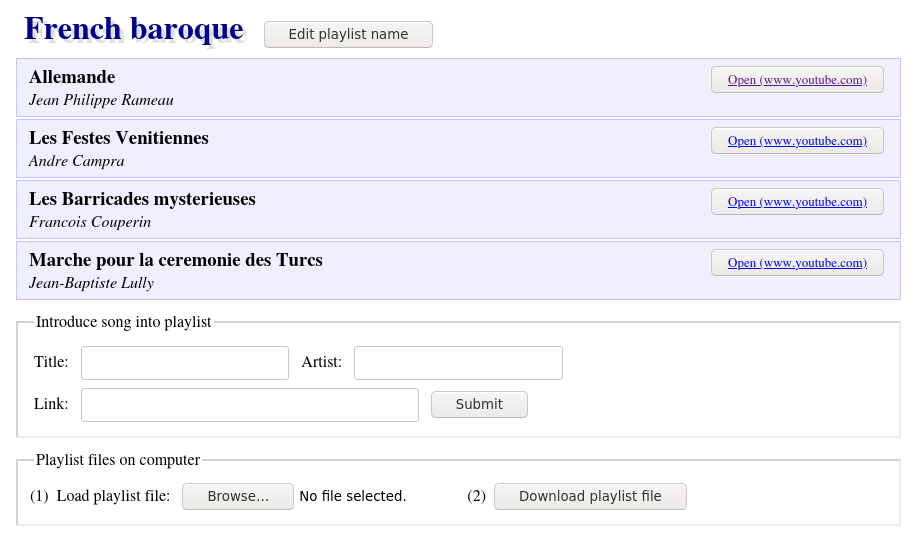 French baroque Edit playlist name
Allemande Open (www.youtube.com)
Jean Philippe Rameau
Les Festes Venitiennes Open (www.youtube.com)
Andre Campra
Les Barricades mysterieuses Open (www.youtube.com)
Francois Couperin
Marche pour la ceremonie des Turcs Open (www.youtube.com)
Jean-Baptiste Lully
Introduce song into playlist
Title: Artist:
Link: Submit
Playlist files on computer
(1) Load playlist file: Browse... No file selected. (2) Download playlist file